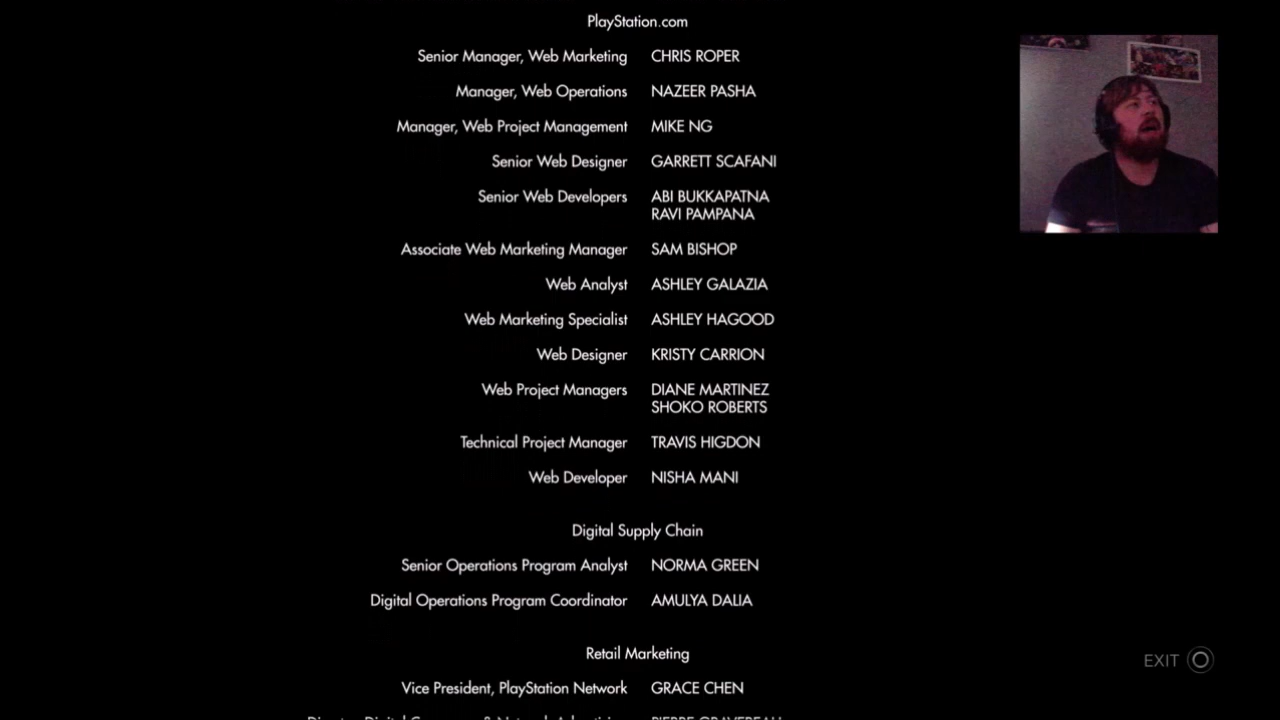 PlayStation.com
Senior Manager, Web Marketing CHRIS ROPER
Manager, Web Operations NAZEER PASHA
Manager, Web Project Management MIKE NG
Senior Web Designer GARRETT SCAFANI
Senior Web Developers ABI BUKKAPATNA
RAVI PAMPANA
Associate Web Marketing Manager SAM BISHOP
Web Analyst ASHLEY GALAZIA
Web Marketing Specialist ASHLEY HAGOOD
Web Designer KRISTY CARRION
Web Project Managers DIANE MARTINEZ
SHOKO ROBERTS
Technical Project Manager TRAVIS HIGDON
Web Developer NISHA MANI
Digital Supply Chain
Senior Operations Program Analyst NORMA GREEN
Digital Operations Program Coordinator AMULYA DALIA
EXIT
Retail Marketing
Vice President, PlayStation Network GRACE CHEN